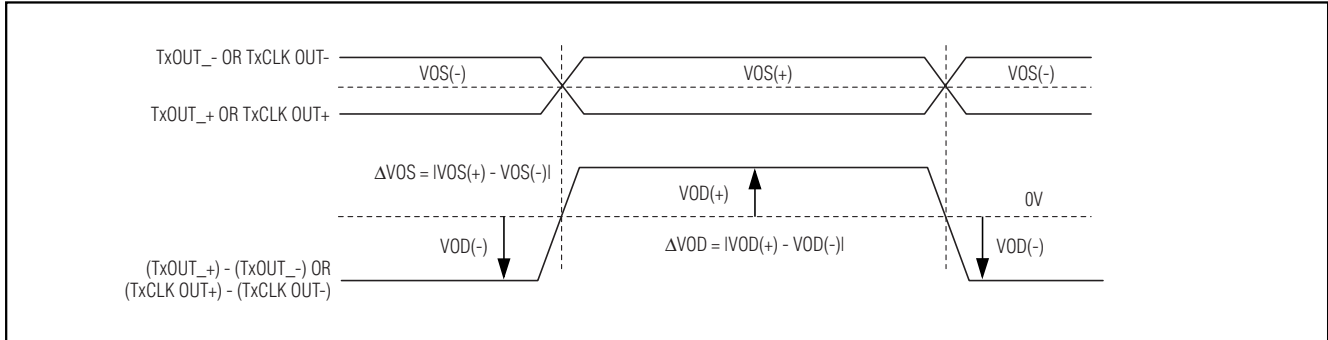 TxOUT_- OR TxCLK OUT-
VOS(-)
VOS(+)
VOS(-)
TxOUT_+ OR TxCLK OUT+
ΔVOS = |VOS(+) - VOS(-)|
VOD(+)
0V
VOD(-)
ΔVOD = |VOD(+) - VOD(-)|
VOD(-)
(TxOUT_+) - (TxOUT_-) OR
(TxCLK OUT+) - (TxCLK OUT-)